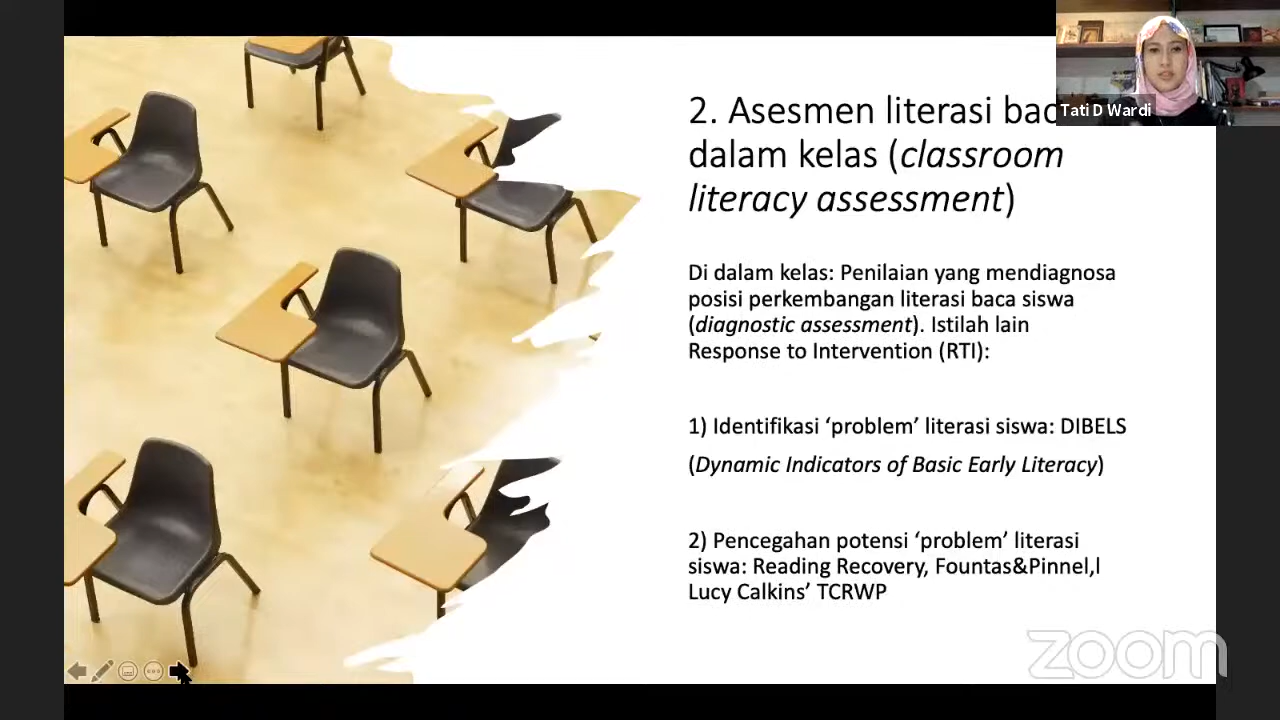 2. Asesmen literasi
dalam kelas (classroom
literacy assessment)
Tati D Wardi
Di dalam kelas: Penilaian yang mendiagnosa
posisi perkembangan literasi baca siswa
(diagnostic assessment). Istilah lain
Response to Intervention (RTI):
1) Identifikasi ‘problem’ literasi siswa: DIBELS
(Dynamic Indicators of Basic Early Literacy)
2) Pencegahan potensi ‘problem’ literasi
siswa: Reading Recovery, Fountas&Pinnel,l
Lucy Calkins’ TCRWP
zoom